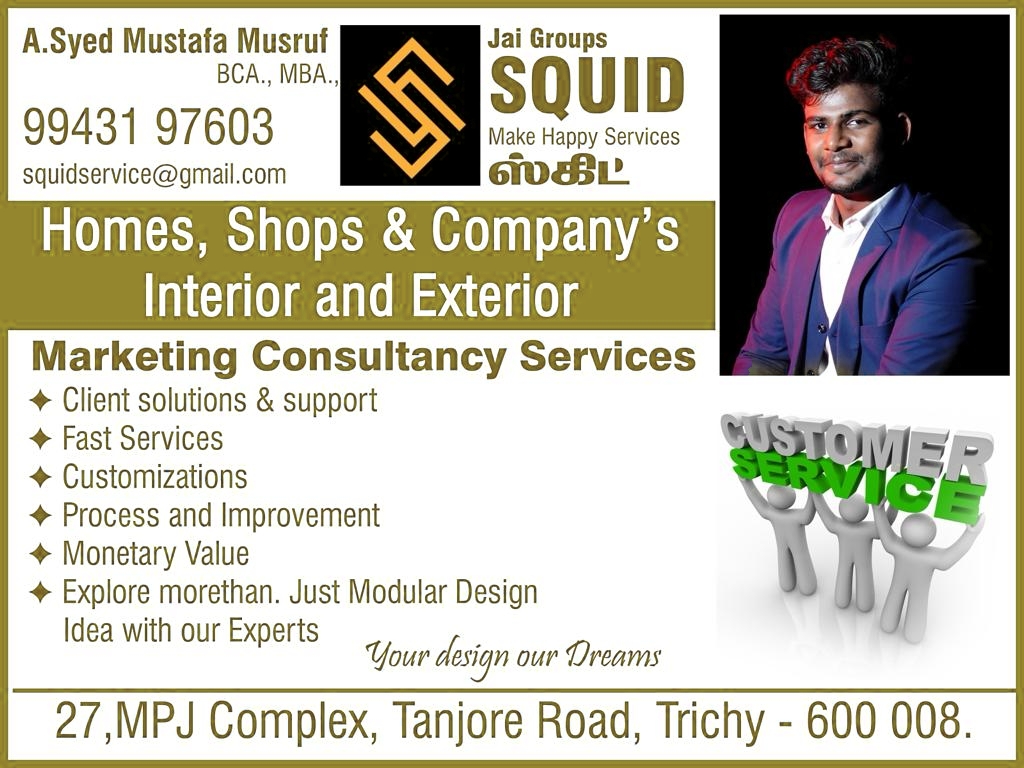 A.Syed Mustafa Musruf
BCA., MBA.,
99431 97603
squidservice@gmail.com
Jai Groups
SQUID
Make Happy Services
ஸ்கிட்
Homes, Shops & Company's
Interior and Exterior
Marketing Consultancy Services
✦ Client solutions & support
✦ Fast Services
✦ Customizations
✦ Process and Improvement
✦ Monetary Value
✦ Explore morethan. Just Modular Design
Idea with our Experts
CUSTOMER
SERVICE
Your design our Dreams
27,MPJ Complex, Tanjore Road, Trichy - 600 008.